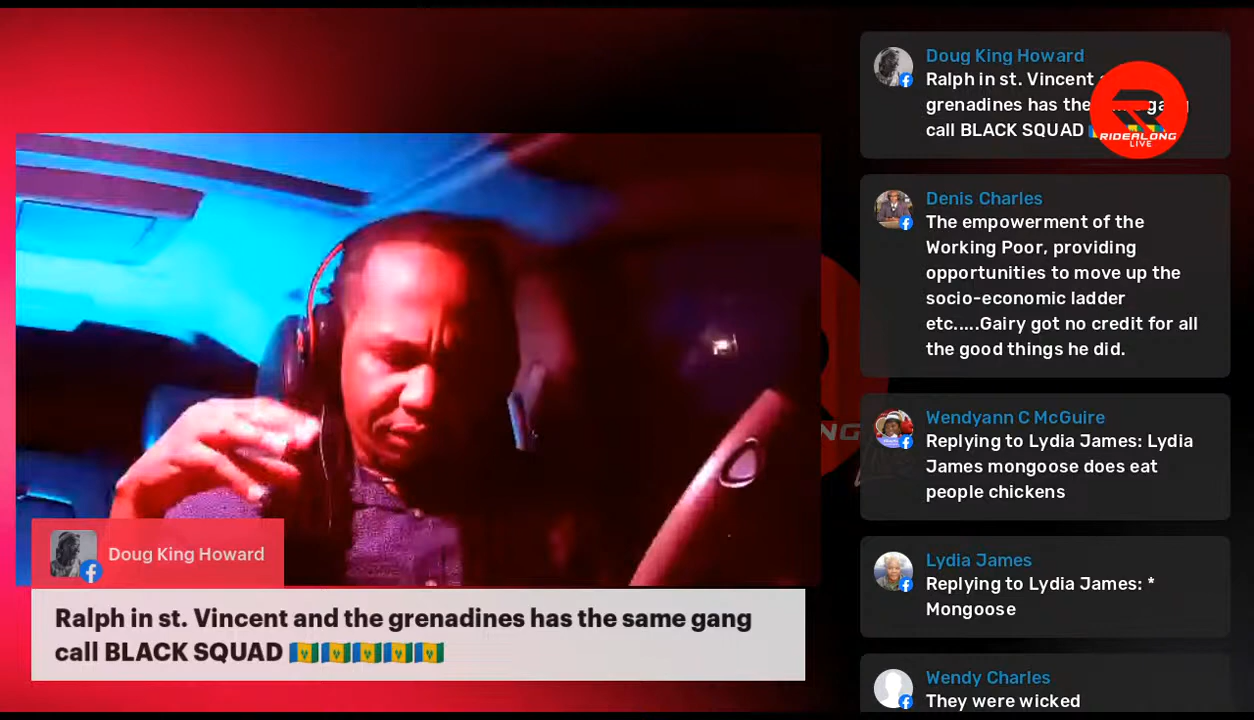 Doug King Howard
Ralph in st. Vincent
grenadines has the gang
call BLACK SQUAD
RIDEALONG
LIVE
Denis Charles
The empowerment of the
Working Poor, providing
opportunities to move up the
socio-economic ladder
etc.....Gairy got no credit for all
the good things he did.
Wendyann C McGuire
Replying to Lydia James: Lydia
James mongoose does eat
people chickens
Lydia James
Replying to Lydia James: *
Mongoose
Wendy Charles
They were wicked
NG
Doug King Howard
Ralph in st. Vincent and the grenadines has the same gang
call BLACK SQUAD 🇻🇨🇻🇨🇻🇨🇻🇨🇻🇨